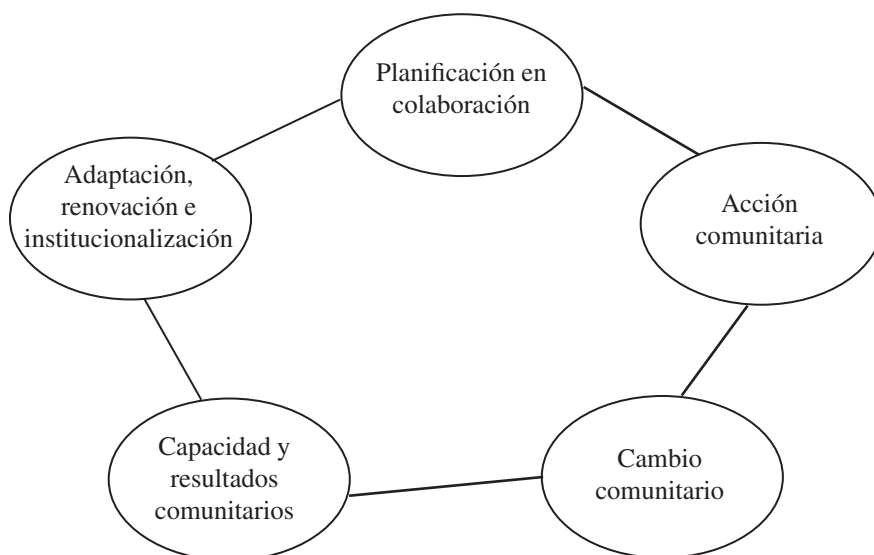 Planificación en
colaboración
Acción
comunitaria
Cambio
comunitario
Capacidad y
resultados
comunitarios
Adaptación,
renovación e
institucionalización